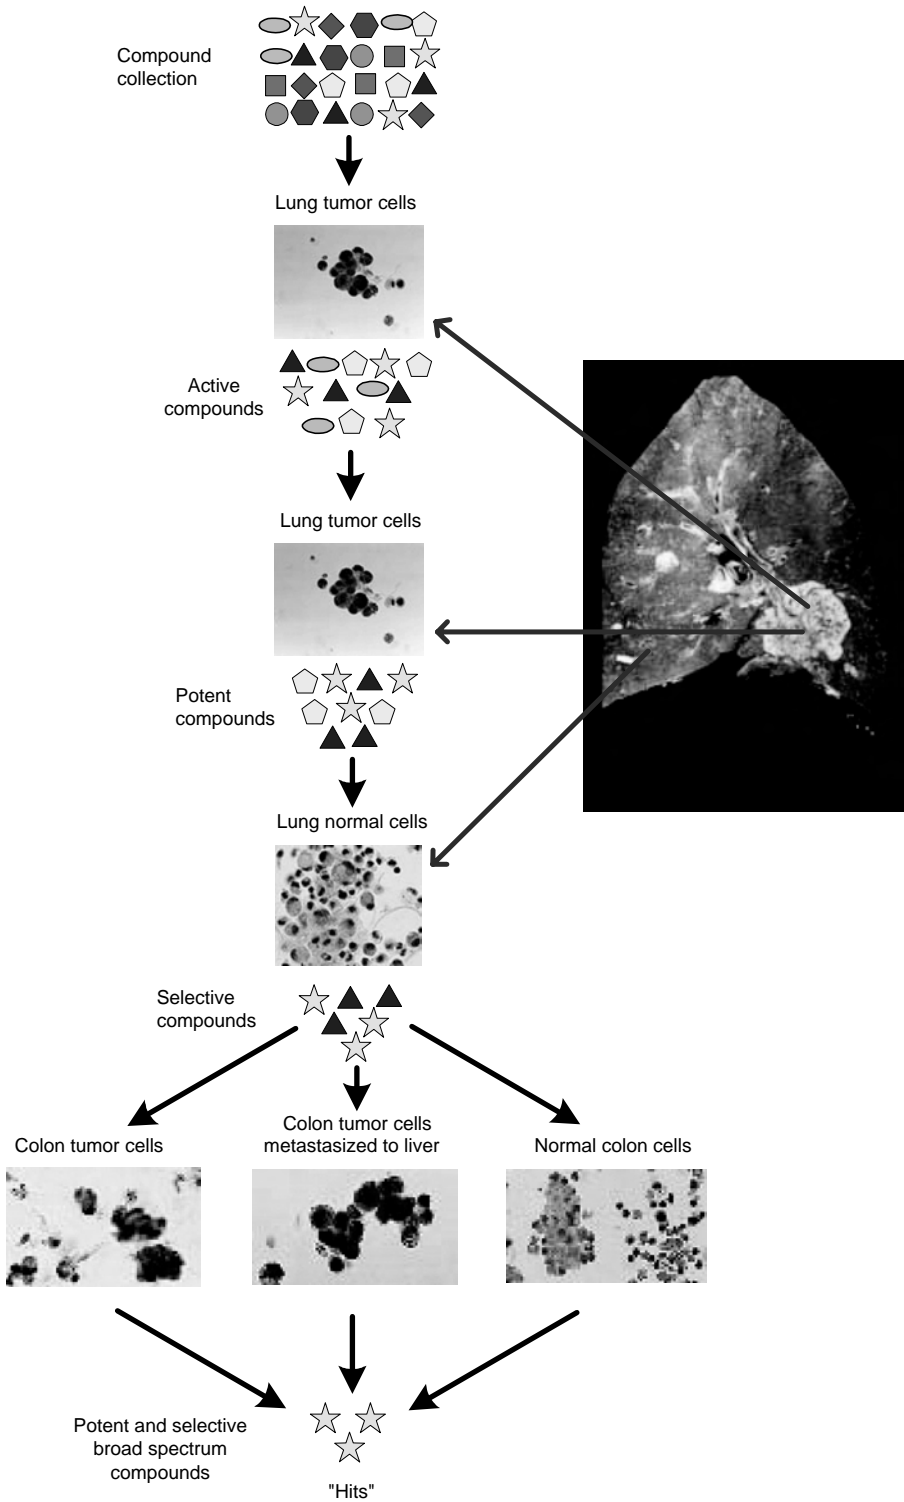 Compound
collection
Lung tumor cells
Active
compounds
Lung tumor cells
Potent
compounds
Lung normal cells
Selective
compounds
Colon tumor cells
Colon tumor cells
metastasized to liver
Normal colon cells
Potent and selective
broad spectrum
compounds
"Hits"